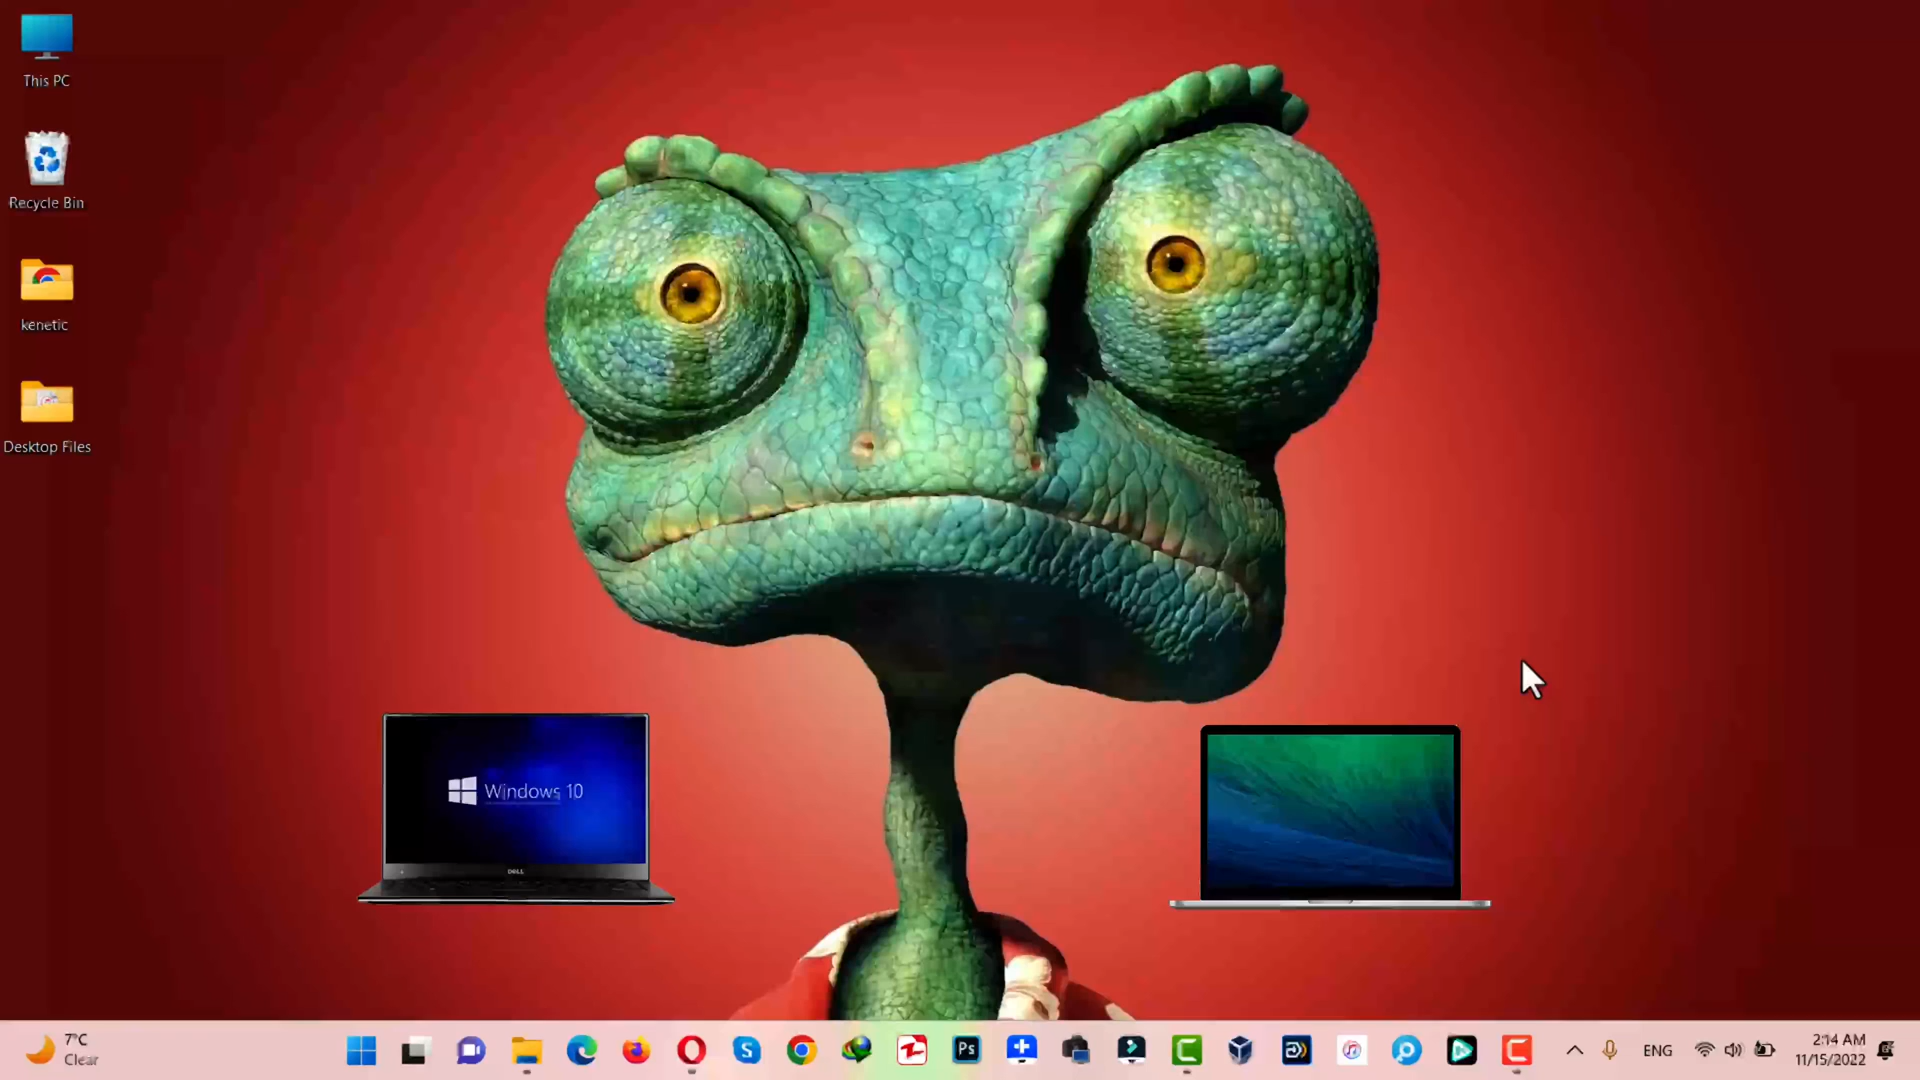 This PC
Recycle Bin
kenetic
Desktop Files
Windows 10
DELL
7°C
Clear
Ps
ENG
2:14 AM
11/15/2022